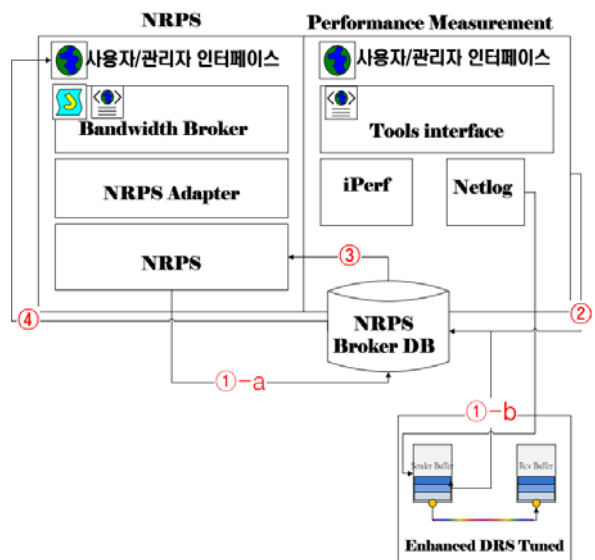 NRPS
Performance Measurement
사용자/관리자 인터페이스
사용자/관리자 인터페이스
Bandwidth Broker
Tools interface
NRPS Adapter
iPerf
Netlog
NRPS
③
②
④
NRPS
Broker DB
①-a
①-b
Sender Buffer
Rcv Buffer
Enhanced DRS Tuned